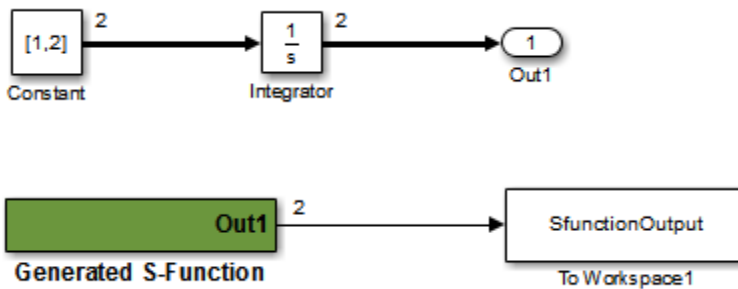 2
2
[1,2]
1
s
1
Constant
Integrator
Out1
Out1
2
SfunctionOutput
Generated S-Function
To Workspace1